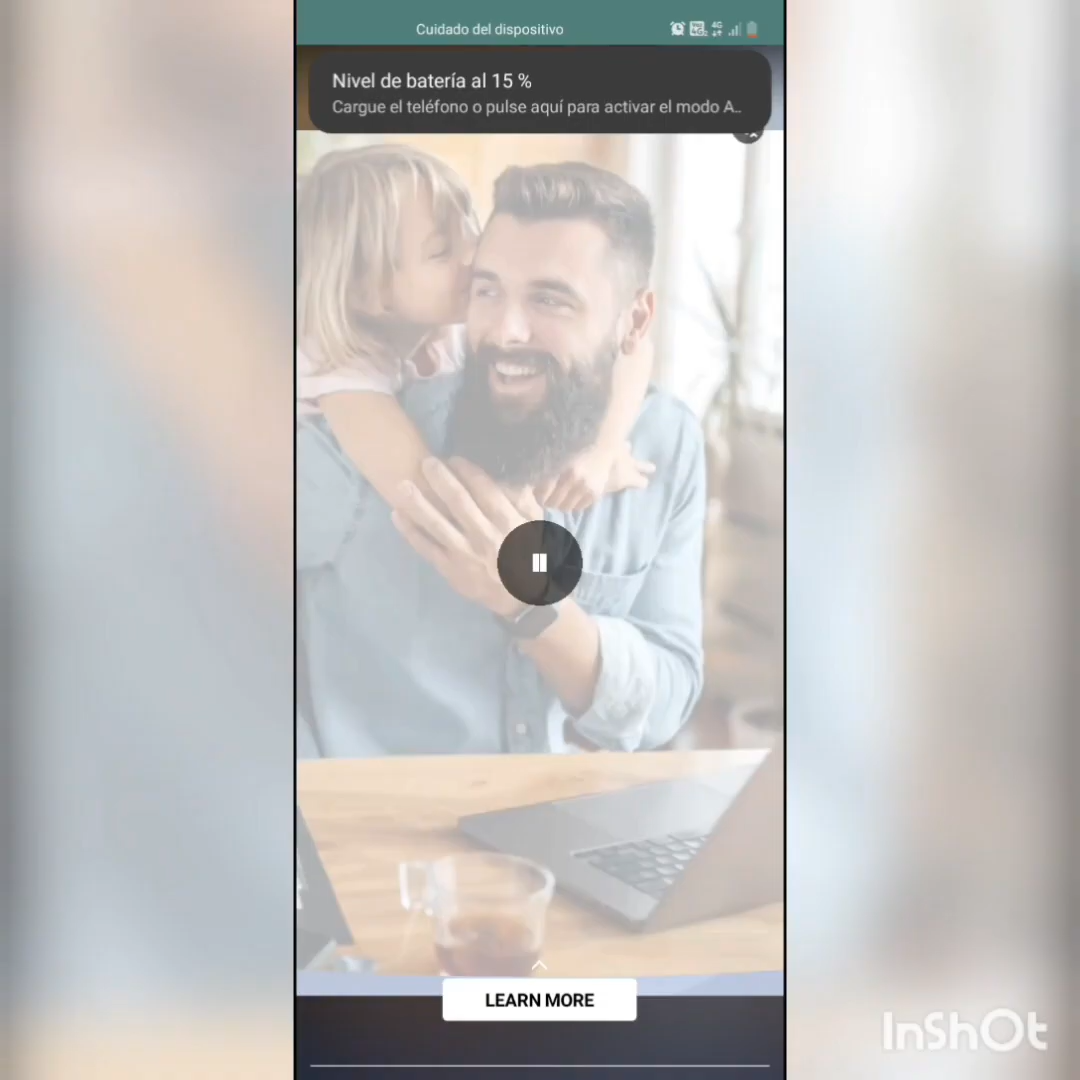 Cuidado del dispositivo
Nivel de batería al 15 %
Cargue el teléfono o pulse aquí para activar el modo A..
LEARN MORE
InShOt